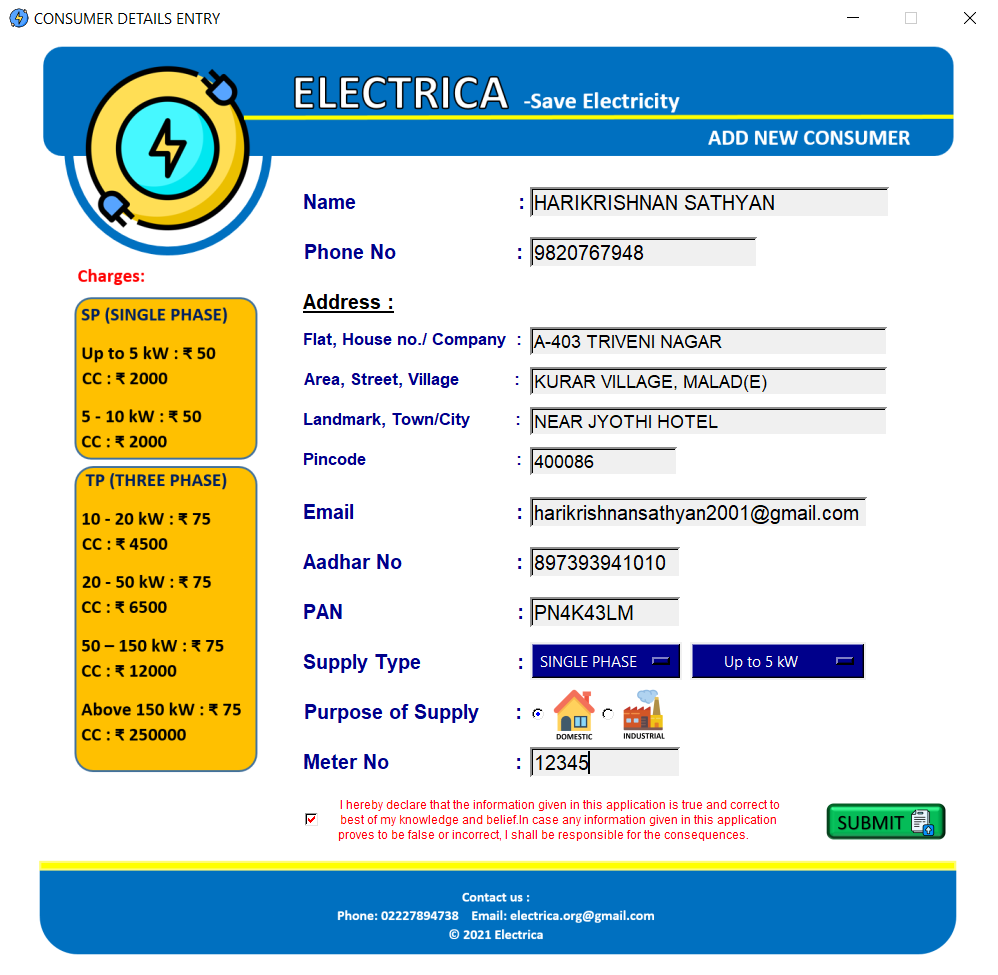 CONSUMER DETAILS ENTRY
ELECTRICA -Save Electricity
ADD NEW CONSUMER
Charges:
SP (SINGLE PHASE)
Up to 5 kW : ₹ 50
CC : ₹ 2000
5 - 10 kW : ₹ 50
CC : ₹ 2000
TP (THREE PHASE)
10 - 20 kW : ₹ 75
CC : ₹ 4500
20 - 50 kW : ₹ 75
CC : ₹ 6500
50 – 150 kW : ₹ 75
CC : ₹ 12000
Above 150 kW : ₹ 75
CC : ₹ 250000
Name : HARIKRISHNAN SATHYAN
Phone No : 9820767948
Address :
Flat, House no./ Company : A-403 TRIVENI NAGAR
Area, Street, Village : KURAR VILLAGE, MALAD(E)
Landmark, Town/City : NEAR JYOTHI HOTEL
Pincode : 400086
Email : harikrishnansathyan2001@gmail.com
Aadhar No : 897393941010
PAN : PN4K43LM
Supply Type : SINGLE PHASE Up to 5 kW
Purpose of Supply : DOMESTIC INDUSTRIAL
Meter No : 12345
I hereby declare that the information given in this application is true and correct to
best of my knowledge and belief.In case any information given in this application
proves to be false or incorrect, I shall be responsible for the consequences.
SUBMIT
Contact us :
Phone: 02227894738 Email: electrica.org@gmail.com
© 2021 Electrica